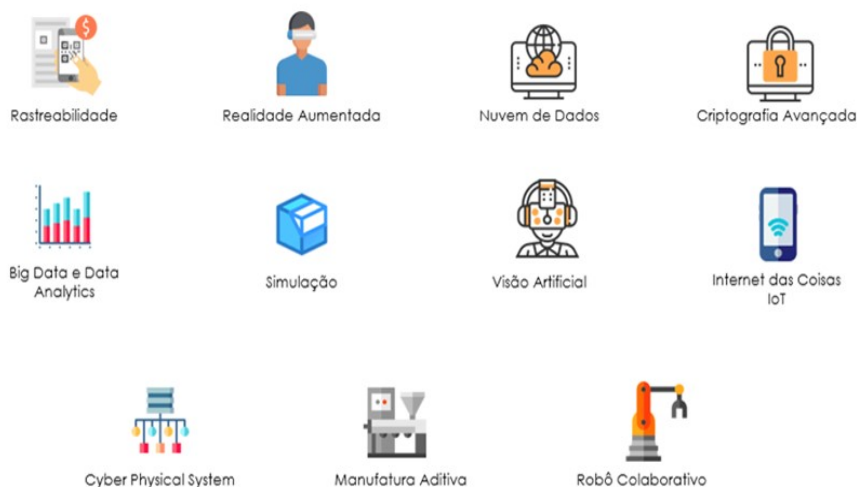 $
Rastreabilidade
Realidade Aumentada
Nuvem de Dados
Criptografia Avançada
Big Data e Data
Analytics
Simulação
Visão Artificial
Internet das Coisas
IoT
Cyber Physical System
Manufatura Aditiva
Robô Colaborativo